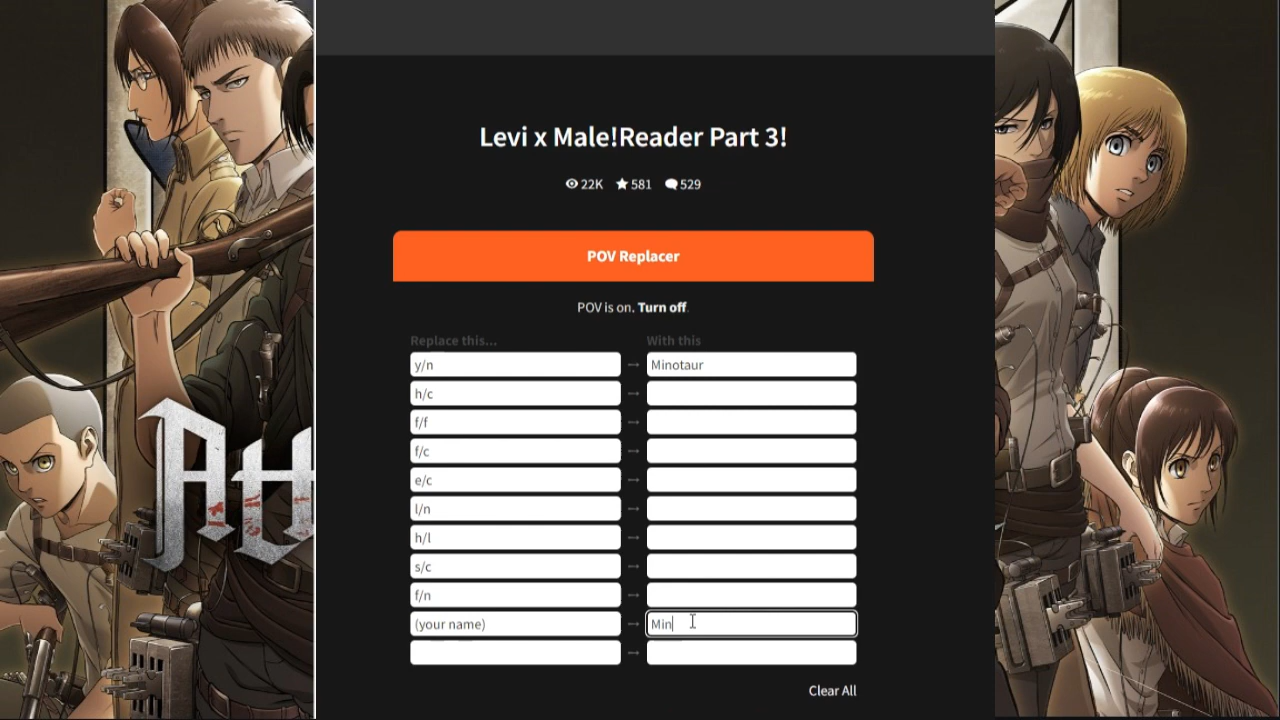 Levi x Male!Reader Part 3!
22K 581 529
POV Replacer
POV is on. Turn off.
Replace this... With this
y/n Minotaur
h/c
f/f
f/c
e/c
l/n
h/l
s/c
f/n
(your name) Min
Clear All
Att